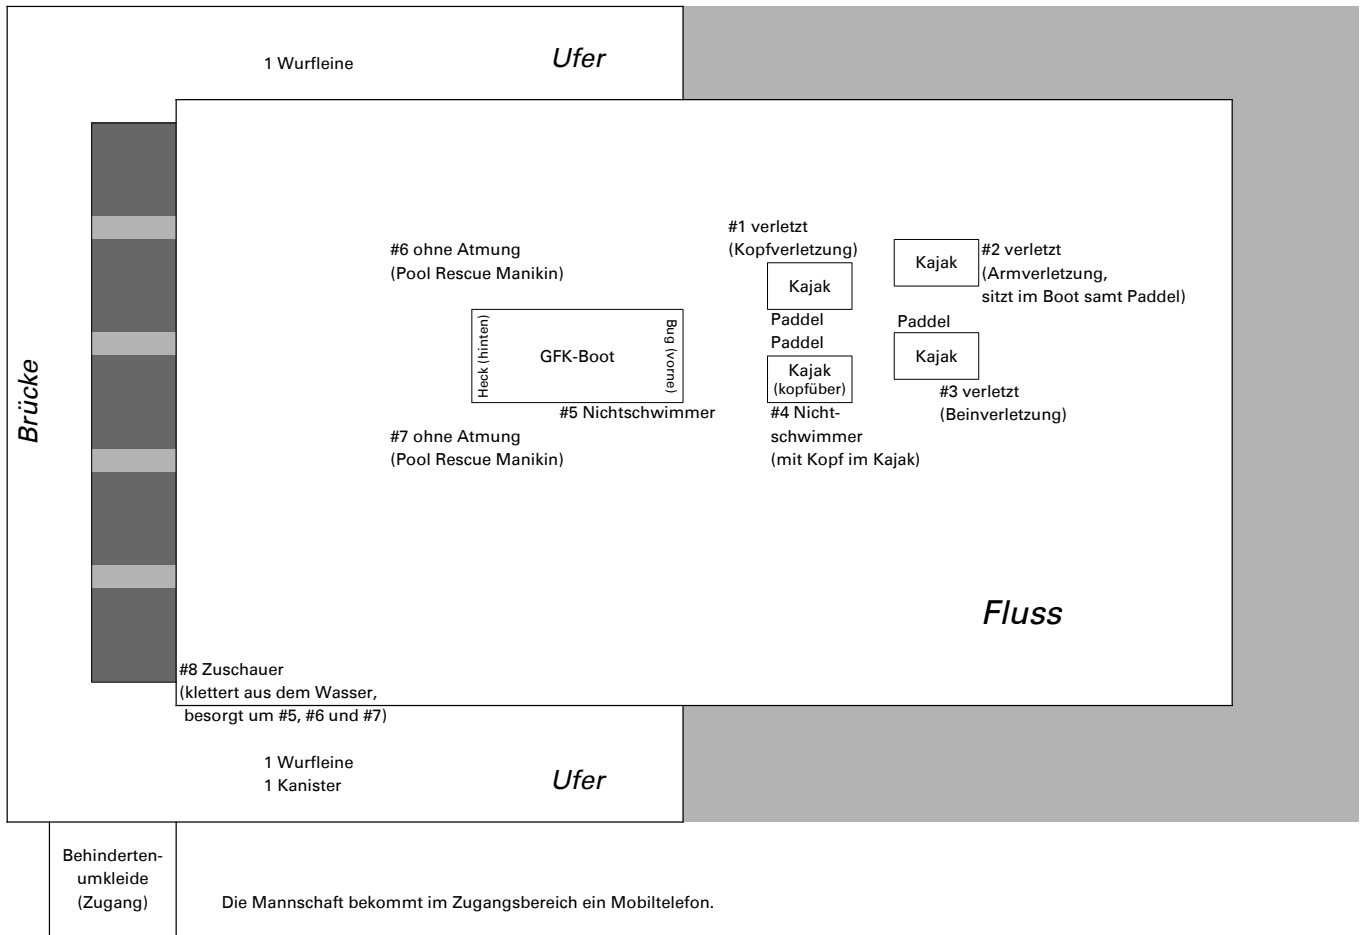 1 Wurfleine
Ufer
#1 verletzt
(Kopfverletzung)
Kajak
Paddel
#6 ohne Atmung
(Pool Rescue Manikin)
Kajak
#2 verletzt
(Armverletzung,
sitzt im Boot samt Paddel)
Heck (hinten)
GFK-Boot
Bug (vorne)
Paddel
Kajak
(kopfüber)
Paddel
Kajak
#3 verletzt
(Beinverletzung)
Brücke
#5 Nichtschwimmer
#4 Nicht-
schwimmer
(mit Kopf im Kajak)
#7 ohne Atmung
(Pool Rescue Manikin)
Fluss
#8 Zuschauer
(klettert aus dem Wasser,
besorgt um #5, #6 und #7)
1 Wurfleine
1 Kanister
Ufer
Behinderten-
umkleide
(Zugang)
Die Mannschaft bekommt im Zugangsbereich ein Mobiltelefon.